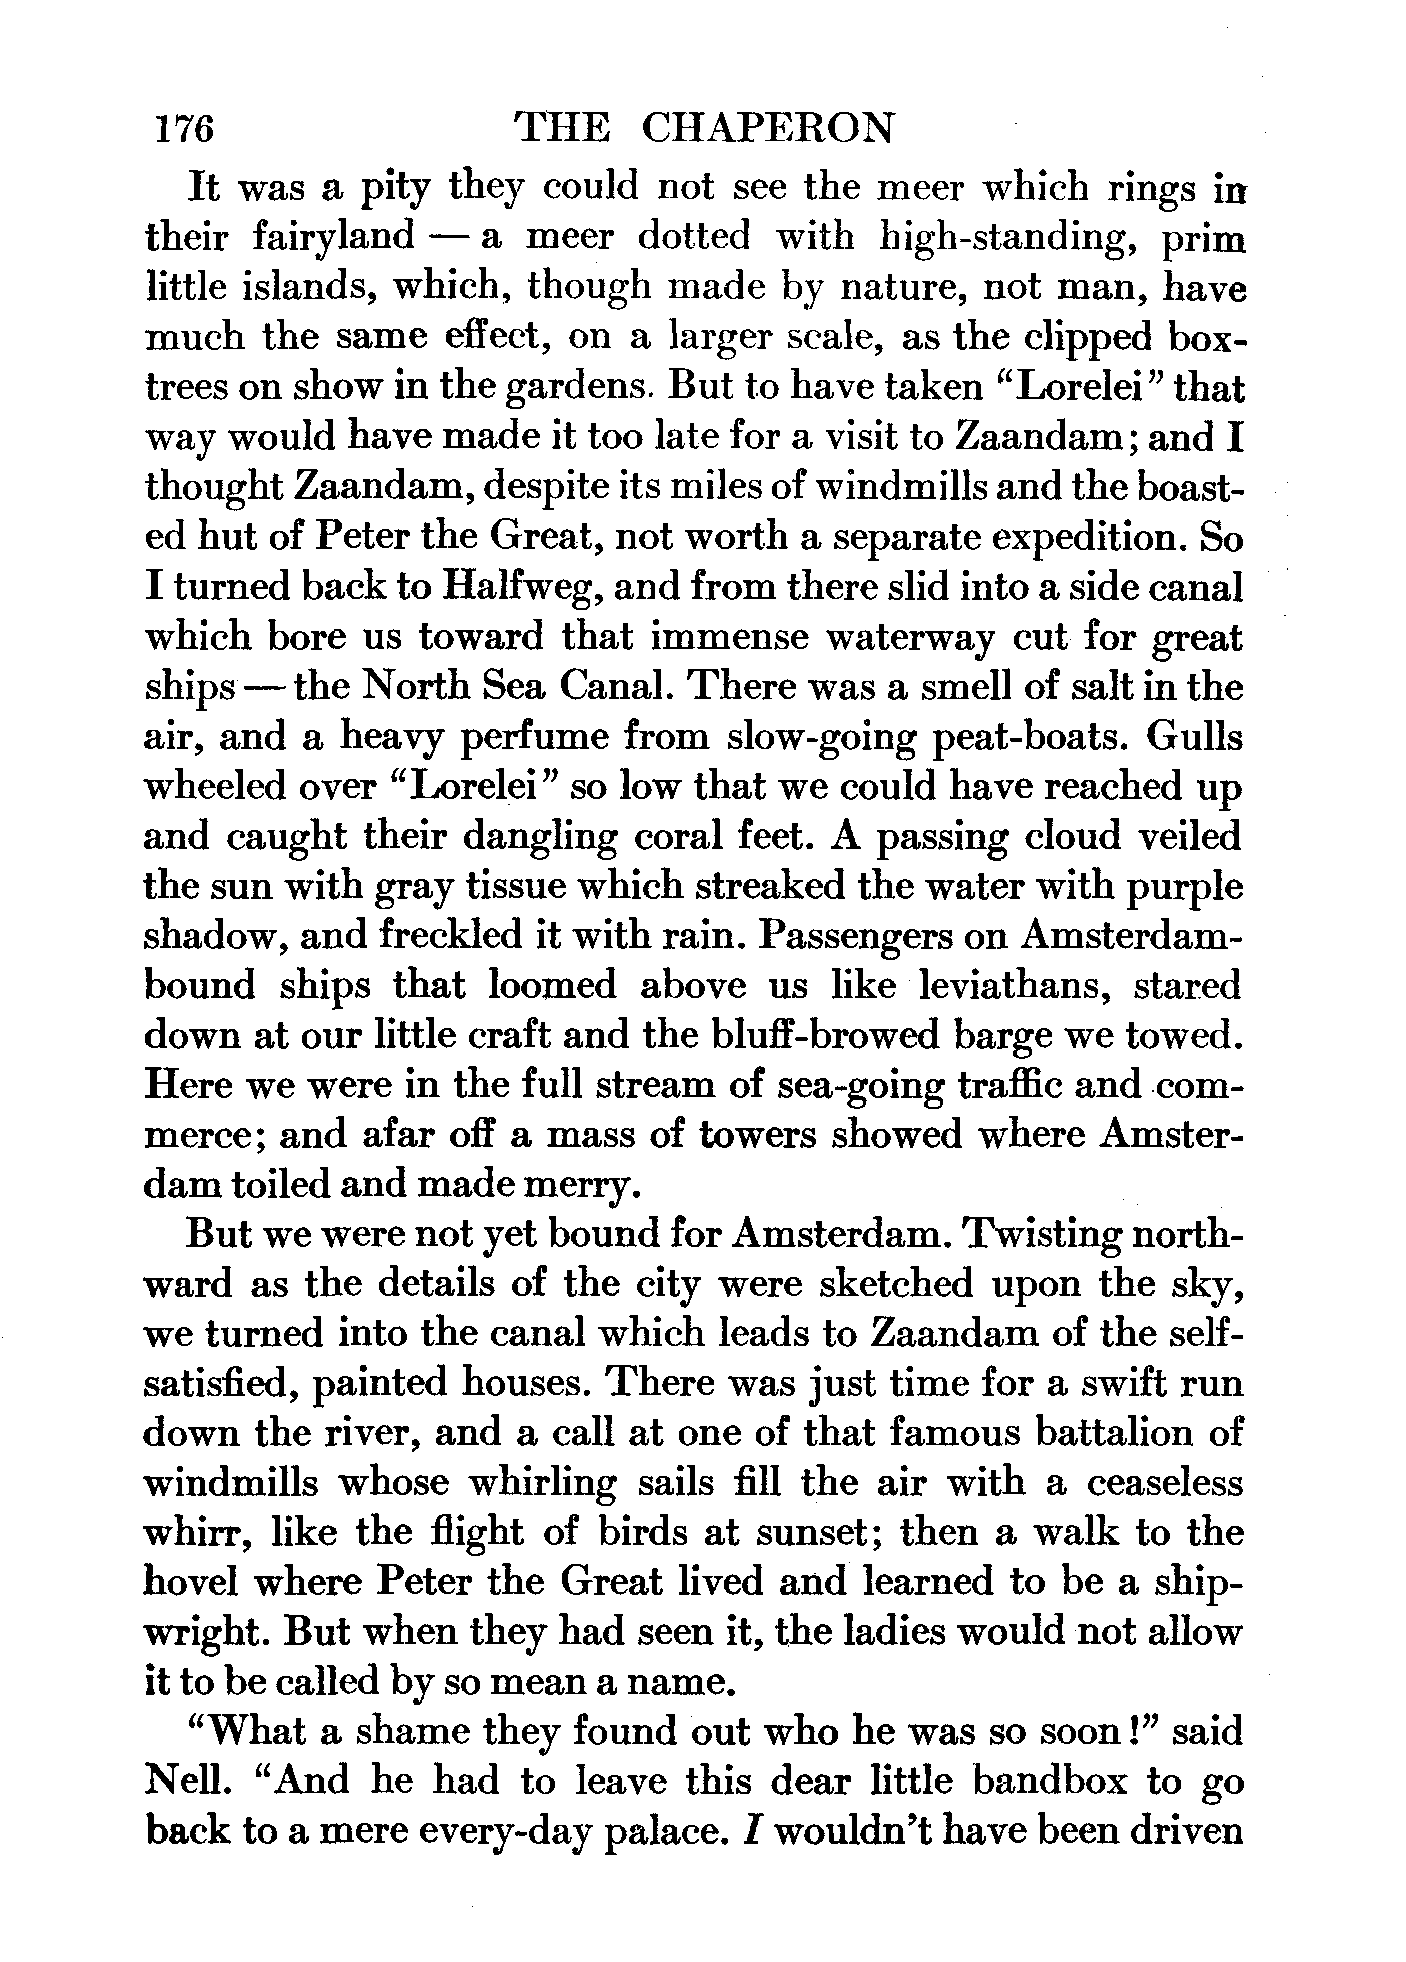 176 THE CHAPERON
It was a pity they could not see the meer which rings in
their fairyland — a meer dotted with high-standing, prim
little islands, which, though made by nature, not man, have
much the same effect, on a larger scale, as the clipped box-
trees on show in the gardens. But to have taken “Lorelei” that
way would have made it too late for a visit to Zaandam; and I
thought Zaandam, despite its miles of windmills and the boast-
ed hut of Peter the Great, not worth a separate expedition. So
I turned back to Halfweg, and from there slid into a side canal
which bore us toward that immense waterway cut for great
ships — the North Sea Canal. There was a smell of salt in the
air, and a heavy perfume from slow-going peat-boats. Gulls
wheeled over “Lorelei” so low that we could have reached up
and caught their dangling coral feet. A passing cloud veiled
the sun with gray tissue which streaked the water with purple
shadow, and freckled it with rain. Passengers on Amsterdam-
bound ships that loomed above us like leviathans, stared
down at our little craft and the bluff-browed barge we towed.
Here we were in the full stream of sea-going traffic and com-
merce; and afar off a mass of towers showed where Amster-
dam toiled and made merry.
But we were not yet bound for Amsterdam. Twisting north-
ward as the details of the city were sketched upon the sky,
we turned into the canal which leads to Zaandam of the self-
satisfied, painted houses. There was just time for a swift run
down the river, and a call at one of that famous battalion of
windmills whose whirling sails fill the air with a ceaseless
whirr, like the flight of birds at sunset; then a walk to the
hovel where Peter the Great lived and learned to be a ship-
wright. But when they had seen it, the ladies would not allow
it to be called by so mean a name.
“What a shame they found out who he was so soon!” said
Nell. “And he had to leave this dear little bandbox to go
back to a mere every-day palace. I wouldn’t have been driven